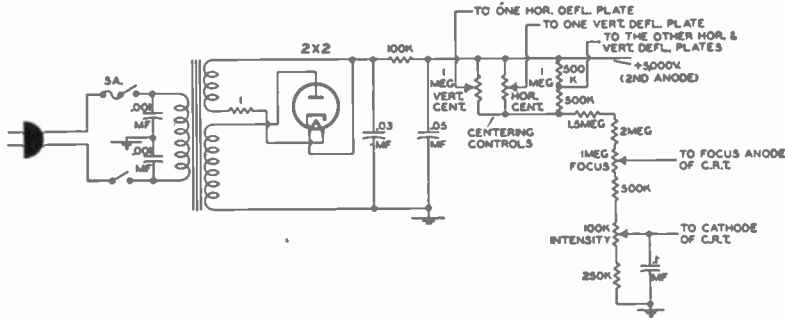 TO ONE HOR. DEFL. PLATE
TO ONE VERT. DEFL. PLATE
TO THE OTHER HOR. &
VERT. DEFL. PLATES
2X2
100K
+5,000V.
(2ND ANODE)
5A.
.001
MF
.001
MF
1
.03
MF
.05
MF
1
MEG
VERT.
CENT.
1
MEG
HOR.
CENT.
500
K
500K
CENTERING
CONTROLS
1.5MEG
2MEG
1MEG
FOCUS
TO FOCUS ANODE
OF C.R.T.
500K
100K
INTENSITY
TO CATHODE
OF C.R.T.
250K
.1
MF